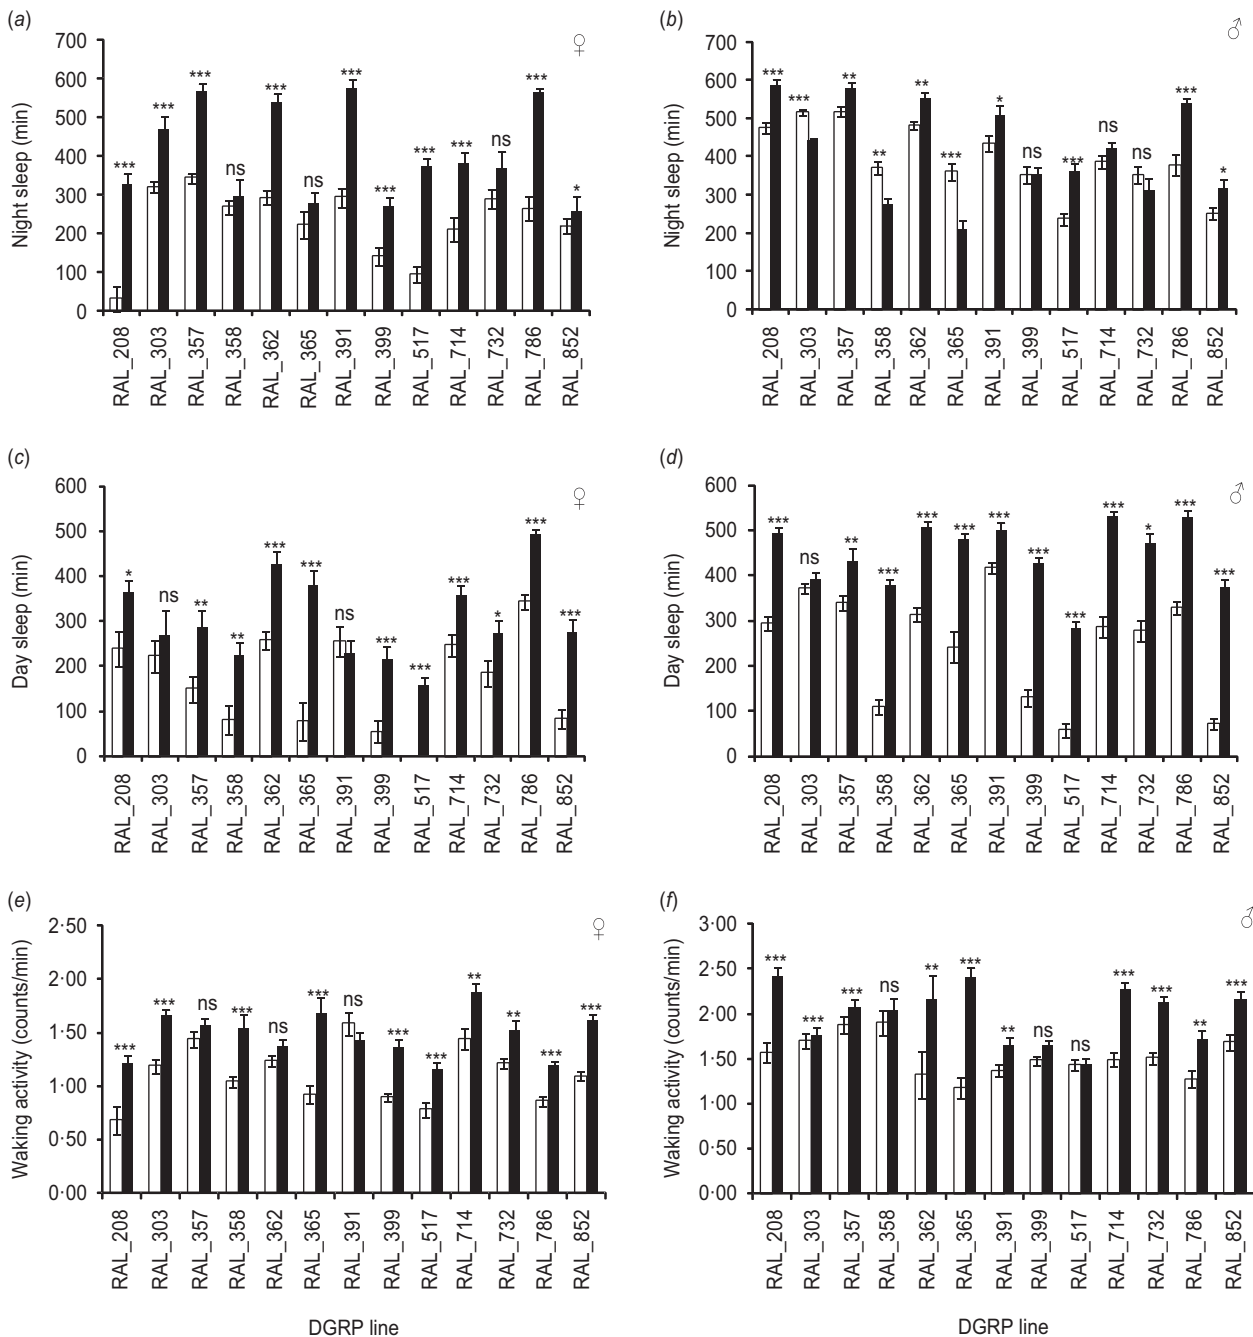 (a)
♀
Night sleep (min)
700
600
500
400
300
200
100
0
***
***
***
ns
***
ns
***
***
***
***
ns
***
*
RAL_208
RAL_303
RAL_357
RAL_358
RAL_362
RAL_365
RAL_391
RAL_399
RAL_517
RAL_714
RAL_732
RAL_786
RAL_852
(b)
♂
Night sleep (min)
700
600
500
400
300
200
100
0
***
***
**
**
**
***
*
ns
***
ns
ns
***
*
RAL_208
RAL_303
RAL_357
RAL_358
RAL_362
RAL_365
RAL_391
RAL_399
RAL_517
RAL_714
RAL_732
RAL_786
RAL_852
(c)
♀
Day sleep (min)
600
500
400
300
200
100
0
*
ns
**
**
***
***
ns
***
***
***
*
***
***
RAL_208
RAL_303
RAL_357
RAL_358
RAL_362
RAL_365
RAL_391
RAL_399
RAL_517
RAL_714
RAL_732
RAL_786
RAL_852
(d)
♂
Day sleep (min)
600
500
400
300
200
100
0
***
ns
**
***
***
***
***
***
***
***
*
***
***
RAL_208
RAL_303
RAL_357
RAL_358
RAL_362
RAL_365
RAL_391
RAL_399
RAL_517
RAL_714
RAL_732
RAL_786
RAL_852
(e)
♀
Waking activity (counts/min)
2·50
2·00
1·50
1·00
0·50
0·00
***
***
ns
***
ns
***
ns
***
***
**
**
***
***
RAL_208
RAL_303
RAL_357
RAL_358
RAL_362
RAL_365
RAL_391
RAL_399
RAL_517
RAL_714
RAL_732
RAL_786
RAL_852
DGRP line
(f)
♂
Waking activity (counts/min)
3·00
2·50
2·00
1·50
1·00
0·50
0·00
***
***
***
ns
**
***
**
ns
ns
***
***
**
***
RAL_208
RAL_303
RAL_357
RAL_358
RAL_362
RAL_365
RAL_391
RAL_399
RAL_517
RAL_714
RAL_732
RAL_786
RAL_852
DGRP line